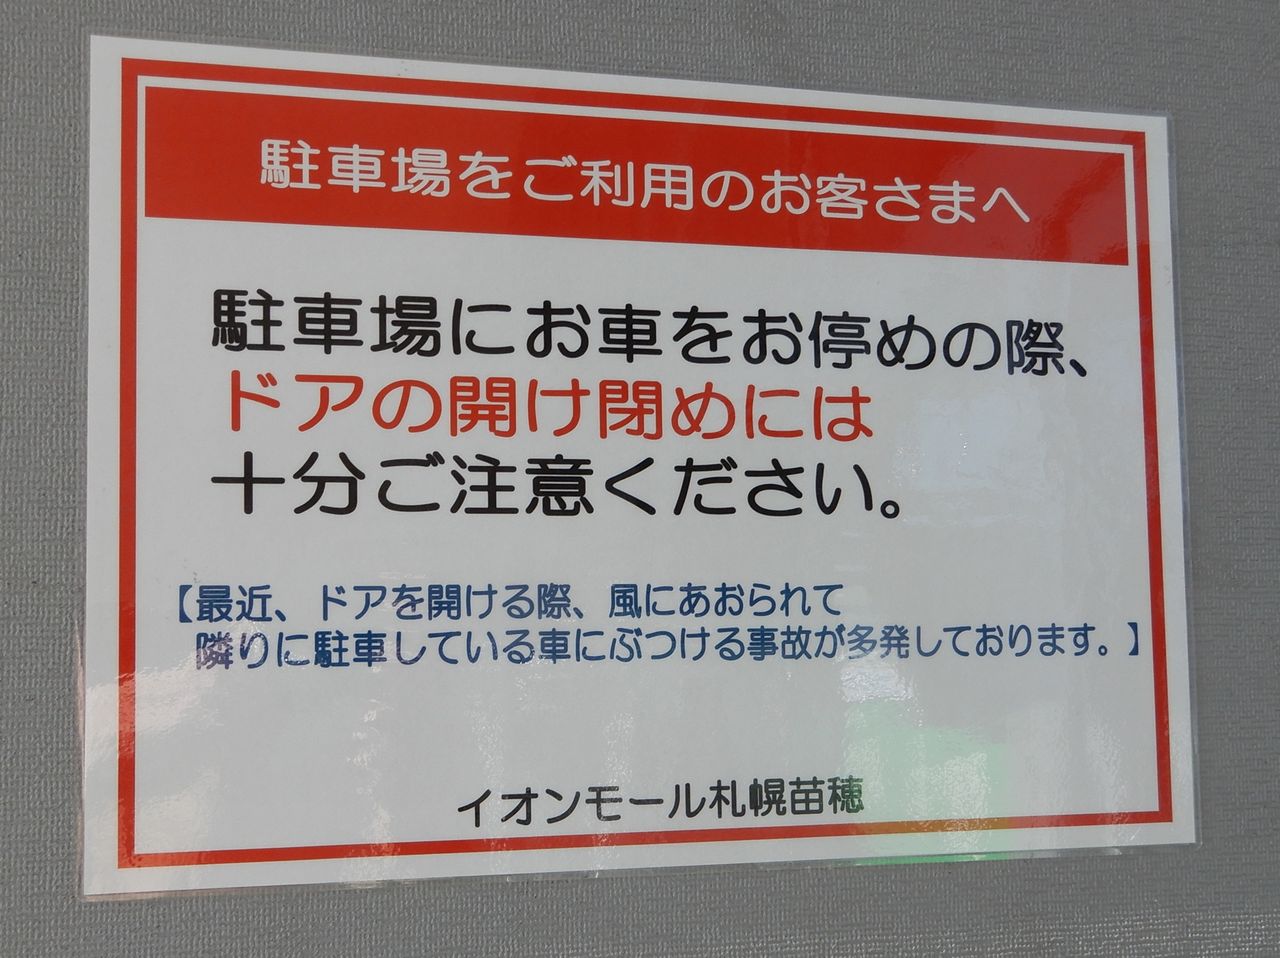 駐車場をご利用のお客さまへ
駐車場にお車をお停めの際、
ドアの開け閉めには
十分ご注意ください。
【最近、ドアを開ける際、風にあおられて
隣りに駐車している車にぶつける事故が多発しております。】
イオンモール札幌苗穂